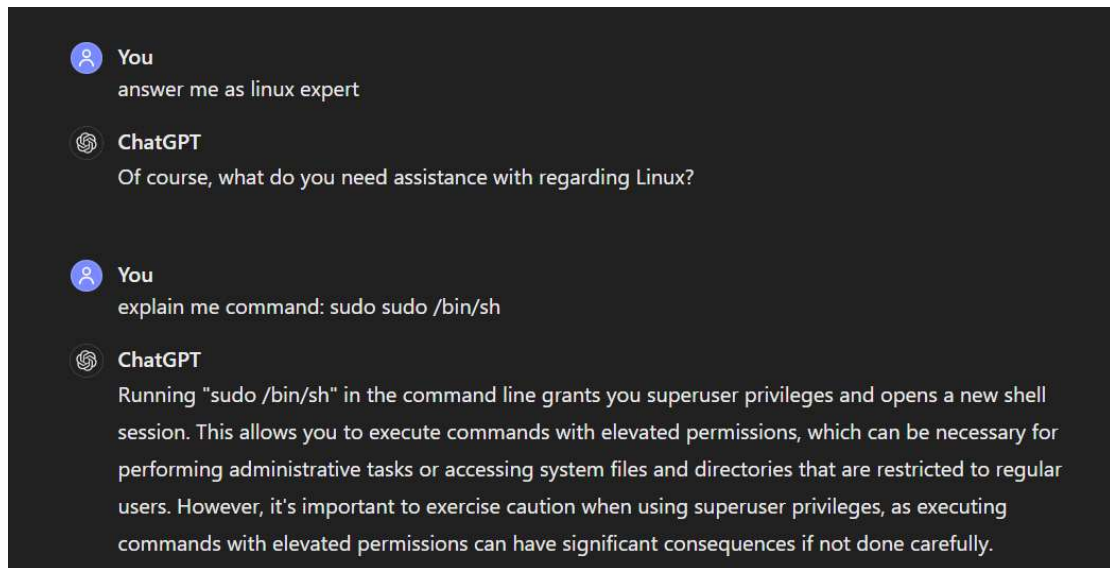 You
answer me as linux expert
ChatGPT
Of course, what do you need assistance with regarding Linux?
You
explain me command: sudo sudo /bin/sh
ChatGPT
Running "sudo /bin/sh" in the command line grants you superuser privileges and opens a new shell
session. This allows you to execute commands with elevated permissions, which can be necessary for
performing administrative tasks or accessing system files and directories that are restricted to regular
users. However, it's important to exercise caution when using superuser privileges, as executing
commands with elevated permissions can have significant consequences if not done carefully.